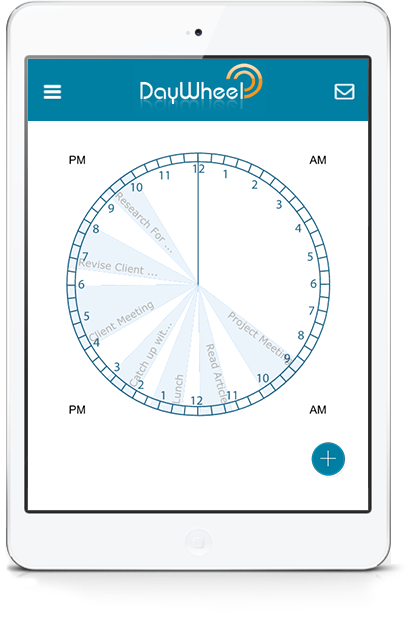 DayWheel
PM
AM
12
1
2
3
4
5
6
7
8
9
10
11
12
1
2
3
4
5
6
7
8
9
10
11
Project Meeting
Read Article
Lunch
Catch up wit...
Client Meeting
Revise Client ...
Research For ...
PM
AM